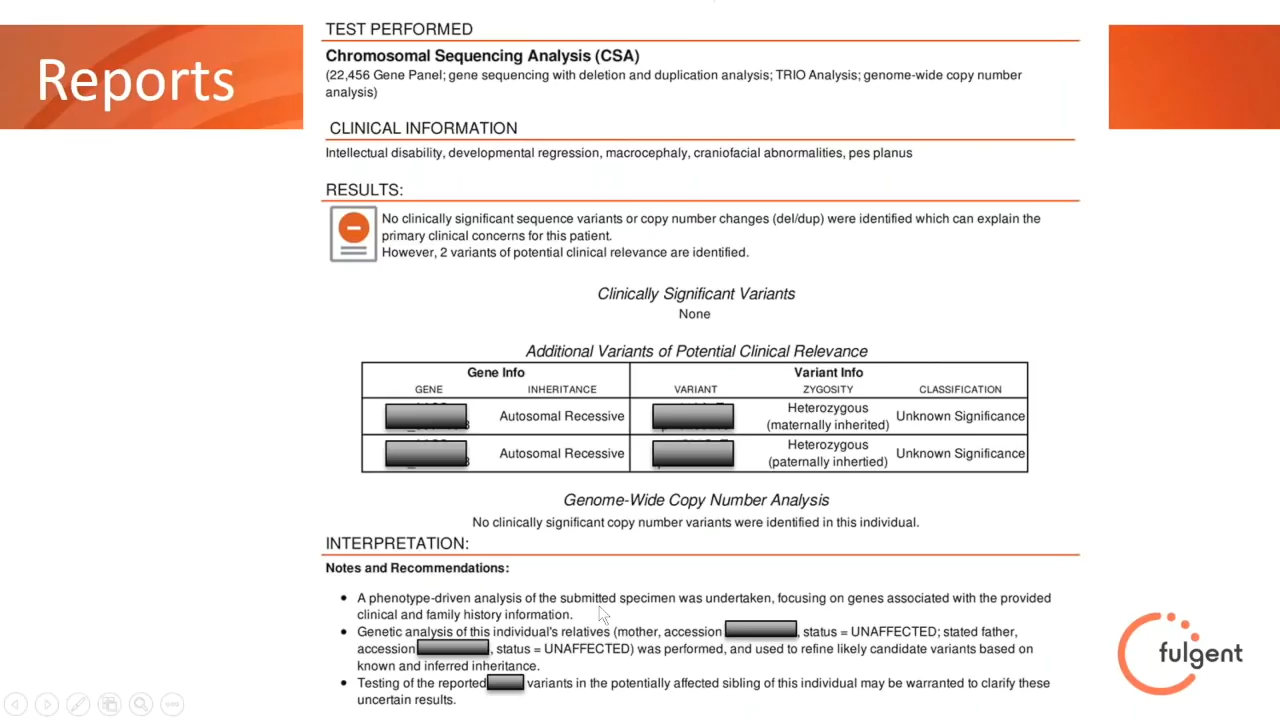 Reports
TEST PERFORMED
Chromosomal Sequencing Analysis (CSA)
(22,456 Gene Panel; gene sequencing with deletion and duplication analysis; TRIO Analysis; genome-wide copy number
analysis)
CLINICAL INFORMATION
Intellectual disability, developmental regression, macrocephaly, craniofacial abnormalities, pes planus
RESULTS:
No clinically significant sequence variants or copy number changes (del/dup) were identified which can explain the
primary clinical concerns for this patient.
However, 2 variants of potential clinical relevance are identified.
Clinically Significant Variants
None
Additional Variants of Potential Clinical Relevance
Gene Info Variant Info
GENE INHERITANCE VARIANT ZYGOSITY CLASSIFICATION
Autosomal Recessive Heterozygous (maternally inherited) Unknown Significance
Autosomal Recessive Heterozygous (paternally inhertied) Unknown Significance
Genome-Wide Copy Number Analysis
No clinically significant copy number variants were identified in this individual.
INTERPRETATION:
Notes and Recommendations:
A phenotype-driven analysis of the submitted specimen was undertaken, focusing on genes associated with the provided
clinical and family history information.
Genetic analysis of this individual's relatives (mother, accession , status = UNAFFECTED; stated father,
accession , status = UNAFFECTED) was performed, and used to refine likely candidate variants based on
known and inferred inheritance.
Testing of the reported variants in the potentially affected sibling of this individual may be warranted to clarify these
uncertain results.
fulgent